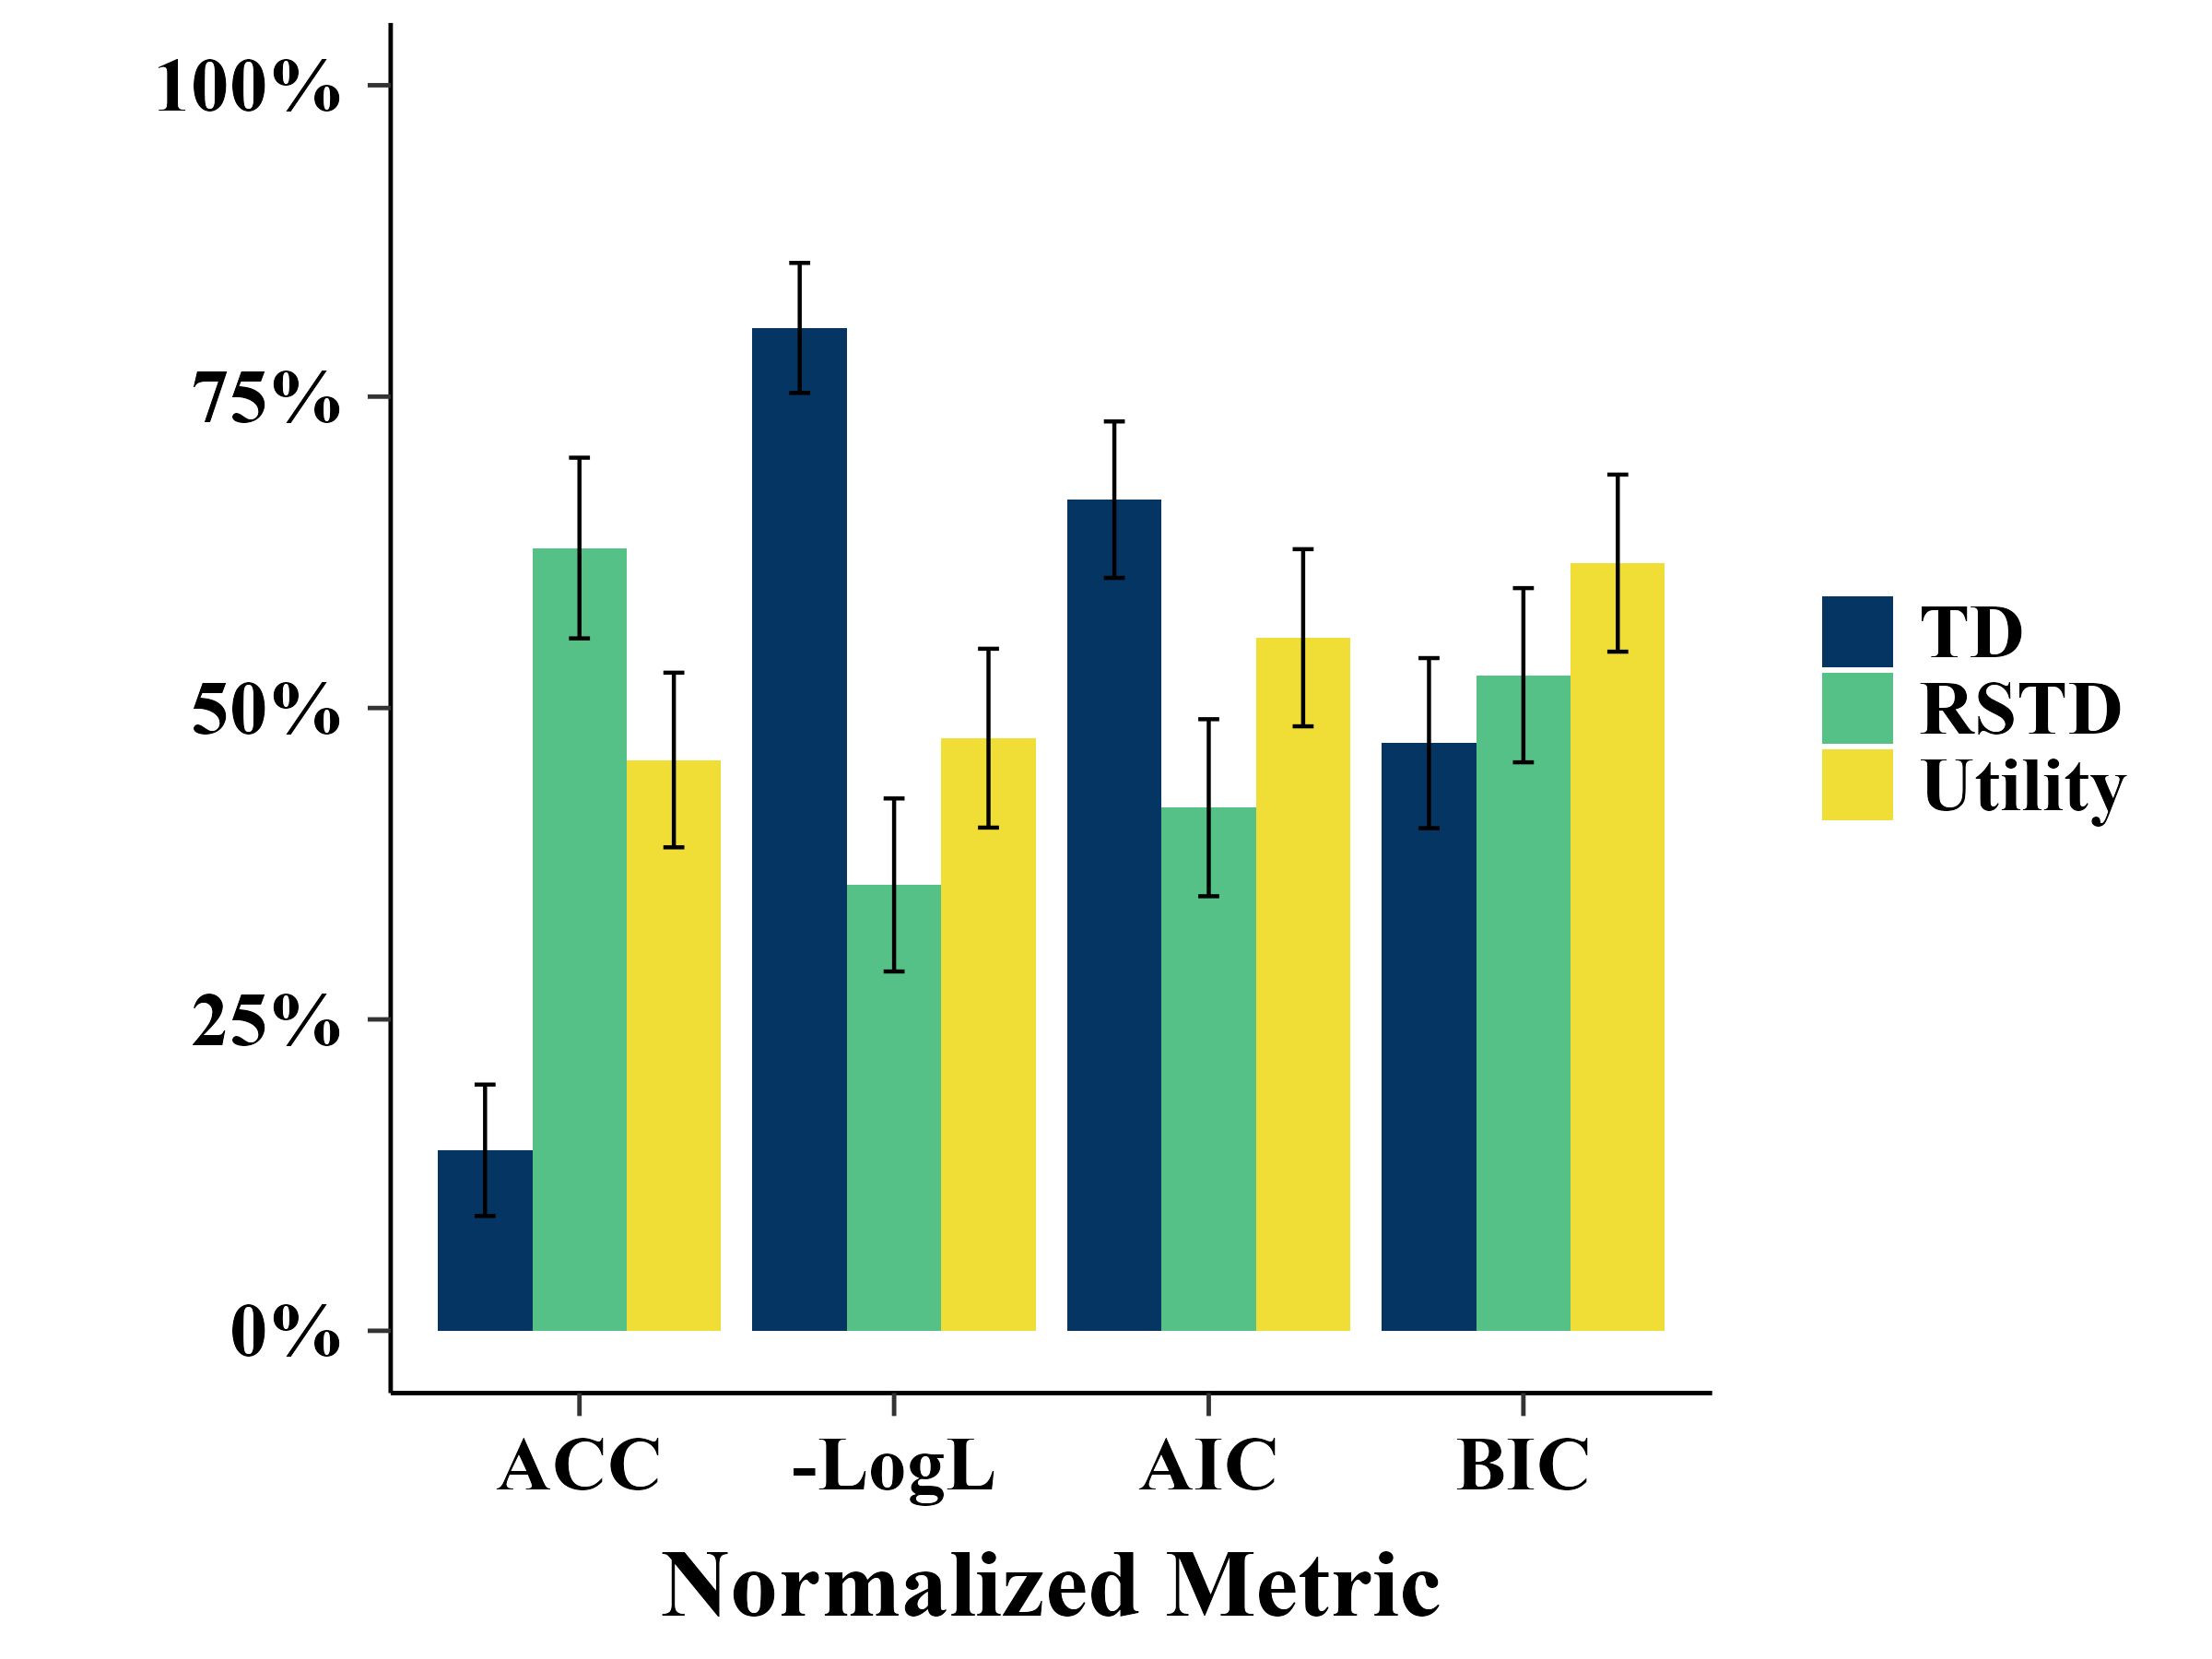 100%
75%
50%
25%
0%
ACC -LogL AIC BIC
Normalized Metric
TD
RSTD
Utility